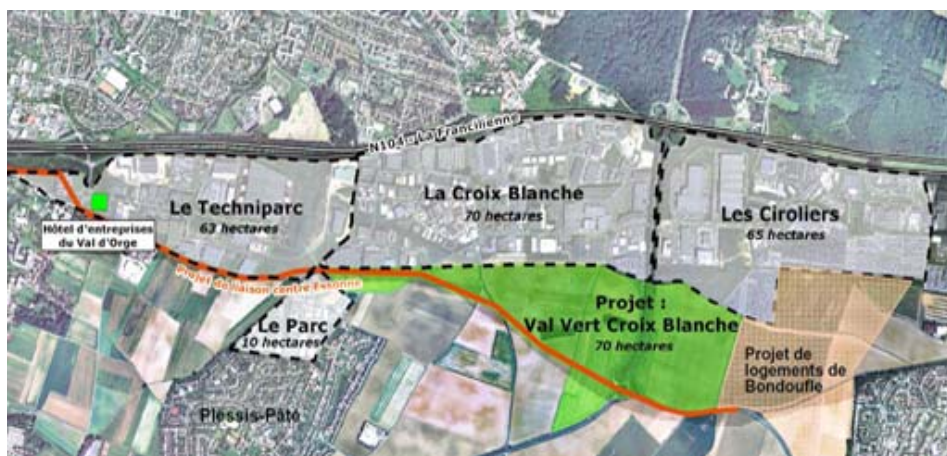 N104 - La Francilienne
Le Techniparc
63 hectares
La Croix Blanche
70 hectares
Les Ciroliers
65 hectares
Hôtel d'entreprises
du Val d'Orge
Projet de liaison centre Essonne
Le Parc
10 hectares
Projet :
Val Vert Croix Blanche
70 hectares
Projet de
logements de
Bondoufle
Plessis-Pâté